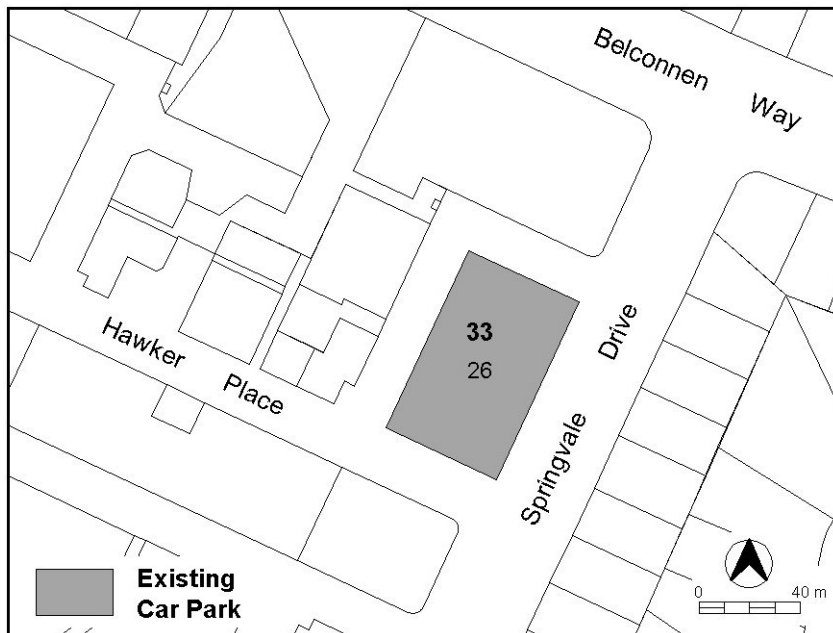 Belconnen
Way
33
26
Drive
Springvale
Hawker
Place
Existing
Car Park
0 40 m